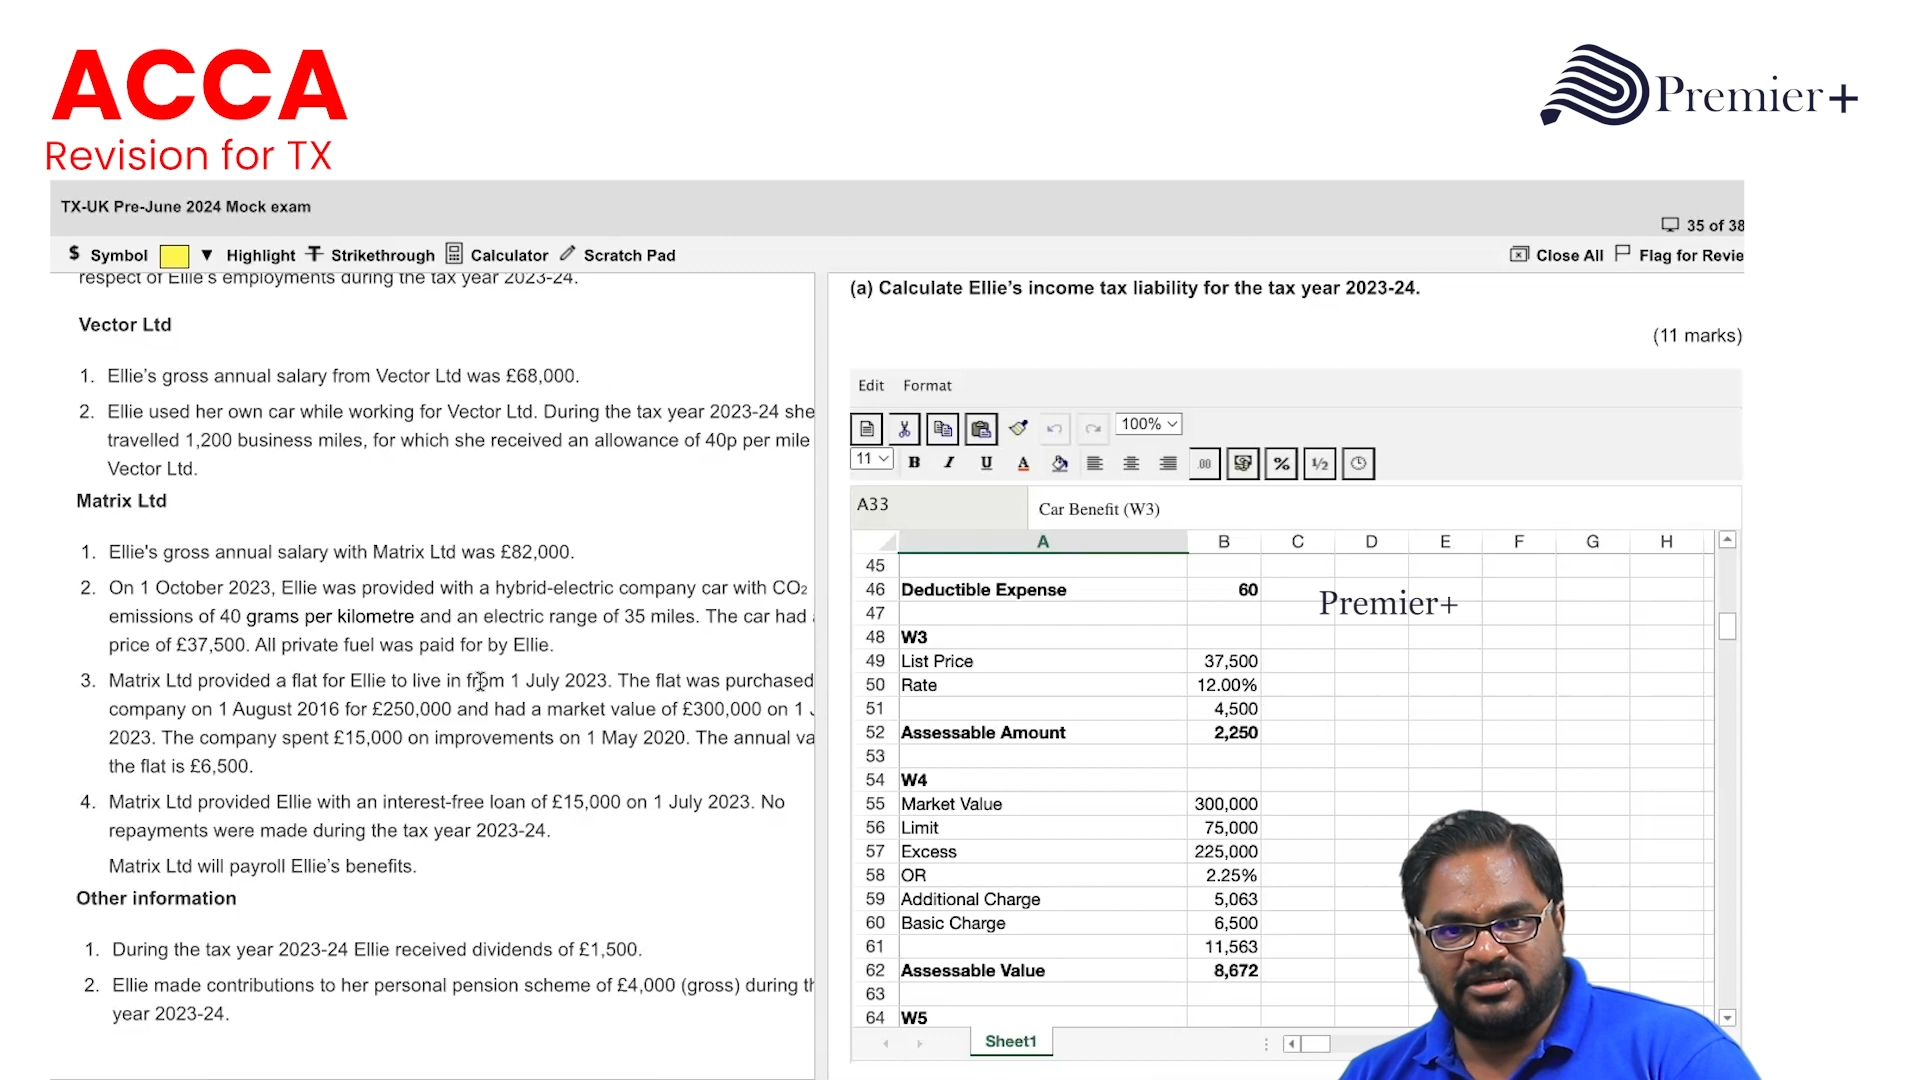 ACCA
Revision for TX
Premier+
TX-UK Pre-June 2024 Mock exam
35 of 38
$ Symbol Highlight Strikethrough Calculator Scratch Pad
Close All Flag for Revie
respect of Ellie's employments during the tax year 2023-24.
Vector Ltd
1. Ellie's gross annual salary from Vector Ltd was £68,000.
2. Ellie used her own car while working for Vector Ltd. During the tax year 2023-24 she
travelled 1,200 business miles, for which she received an allowance of 40p per mile
Vector Ltd.
Matrix Ltd
1. Ellie's gross annual salary with Matrix Ltd was £82,000.
2. On 1 October 2023, Ellie was provided with a hybrid-electric company car with CO₂
emissions of 40 grams per kilometre and an electric range of 35 miles. The car had
price of £37,500. All private fuel was paid for by Ellie.
3. Matrix Ltd provided a flat for Ellie to live in from 1 July 2023. The flat was purchased
company on 1 August 2016 for £250,000 and had a market value of £300,000 on 1
2023. The company spent £15,000 on improvements on 1 May 2020. The annual va
the flat is £6,500.
4. Matrix Ltd provided Ellie with an interest-free loan of £15,000 on 1 July 2023. No
repayments were made during the tax year 2023-24.
Matrix Ltd will payroll Ellie's benefits.
Other information
1. During the tax year 2023-24 Ellie received dividends of £1,500.
2. Ellie made contributions to her personal pension scheme of £4,000 (gross) during th
year 2023-24.
(a) Calculate Ellie's income tax liability for the tax year 2023-24.
(11 marks)
Edit Format
100%
11 B I U A .00 % 1/2
A33 Car Benefit (W3)
A B C D E F G H
45
46 Deductible Expense 60
Premier+
47
48 W3
49 List Price 37,500
50 Rate 12.00%
51 4,500
52 Assessable Amount 2,250
53
54 W4
55 Market Value 300,000
56 Limit 75,000
57 Excess 225,000
58 OR 2.25%
59 Additional Charge 5,063
60 Basic Charge 6,500
61 11,563
62 Assessable Value 8,672
63
64 W5
Sheet1